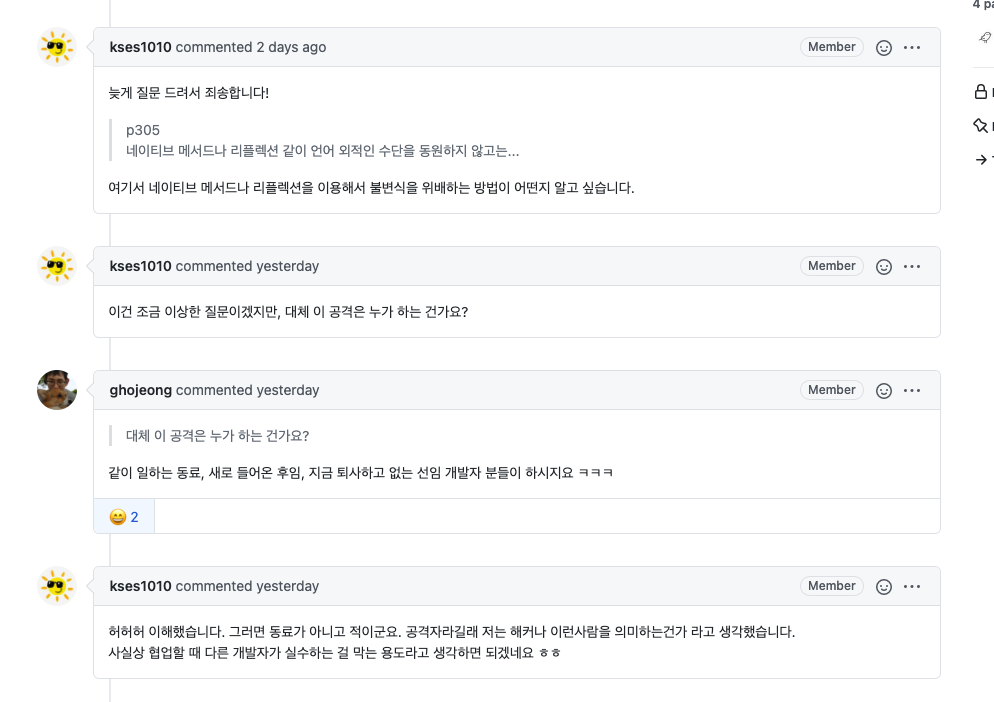 4 pa
kses1010 commented 2 days ago
Member
늦게 질문 드려서 죄송합니다!
p305
네이티브 메서드나 리플렉션 같이 언어 외적인 수단을 동원하지 않고는...
여기서 네이티브 메서드나 리플렉션을 이용해서 불변식을 위배하는 방법이 어떤지 알고 싶습니다.
kses1010 commented yesterday
Member
이건 조금 이상한 질문이겠지만, 대체 이 공격은 누가 하는 건가요?
ghojeong commented yesterday
Member
대체 이 공격은 누가 하는 건가요?
같이 일하는 동료, 새로 들어온 후임, 지금 퇴사하고 없는 선임 개발자 분들이 하시지요 ㅋㅋㅋ
😄 2
kses1010 commented yesterday
Member
허허허 이해했습니다. 그러면 동료가 아니고 적이군요. 공격자라길래 저는 해커나 이런사람을 의미하는건가 라고 생각했습니다.
사실상 협업할 때 다른 개발자가 실수하는 걸 막는 용도라고 생각하면 되겠네요 ㅎㅎ